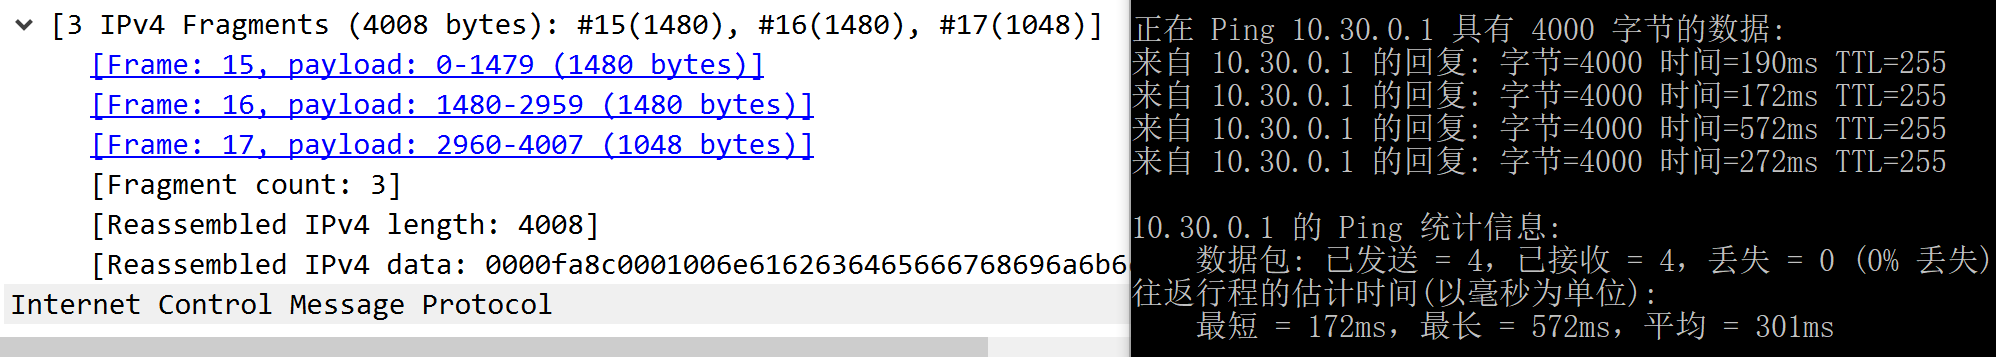 [3 IPv4 Fragments (4008 bytes): #15(1480), #16(1480), #17(1048)]
[Frame: 15, payload: 0-1479 (1480 bytes)]
[Frame: 16, payload: 1480-2959 (1480 bytes)]
[Frame: 17, payload: 2960-4007 (1048 bytes)]
[Fragment count: 3]
[Reassembled IPv4 length: 4008]
[Reassembled IPv4 data: 0000fa8c0001006e6162636465666768696a6b6
Internet Control Message Protocol
正在 Ping 10.30.0.1 具有 4000 字节的数据:
来自 10.30.0.1 的回复: 字节=4000 时间=190ms TTL=255
来自 10.30.0.1 的回复: 字节=4000 时间=172ms TTL=255
来自 10.30.0.1 的回复: 字节=4000 时间=572ms TTL=255
来自 10.30.0.1 的回复: 字节=4000 时间=272ms TTL=255
10.30.0.1 的 Ping 统计信息:
数据包: 已发送 = 4，已接收 = 4，丢失 = 0 (0% 丢失)
往返行程的估计时间(以毫秒为单位):
最短 = 172ms，最长 = 572ms，平均 = 301ms